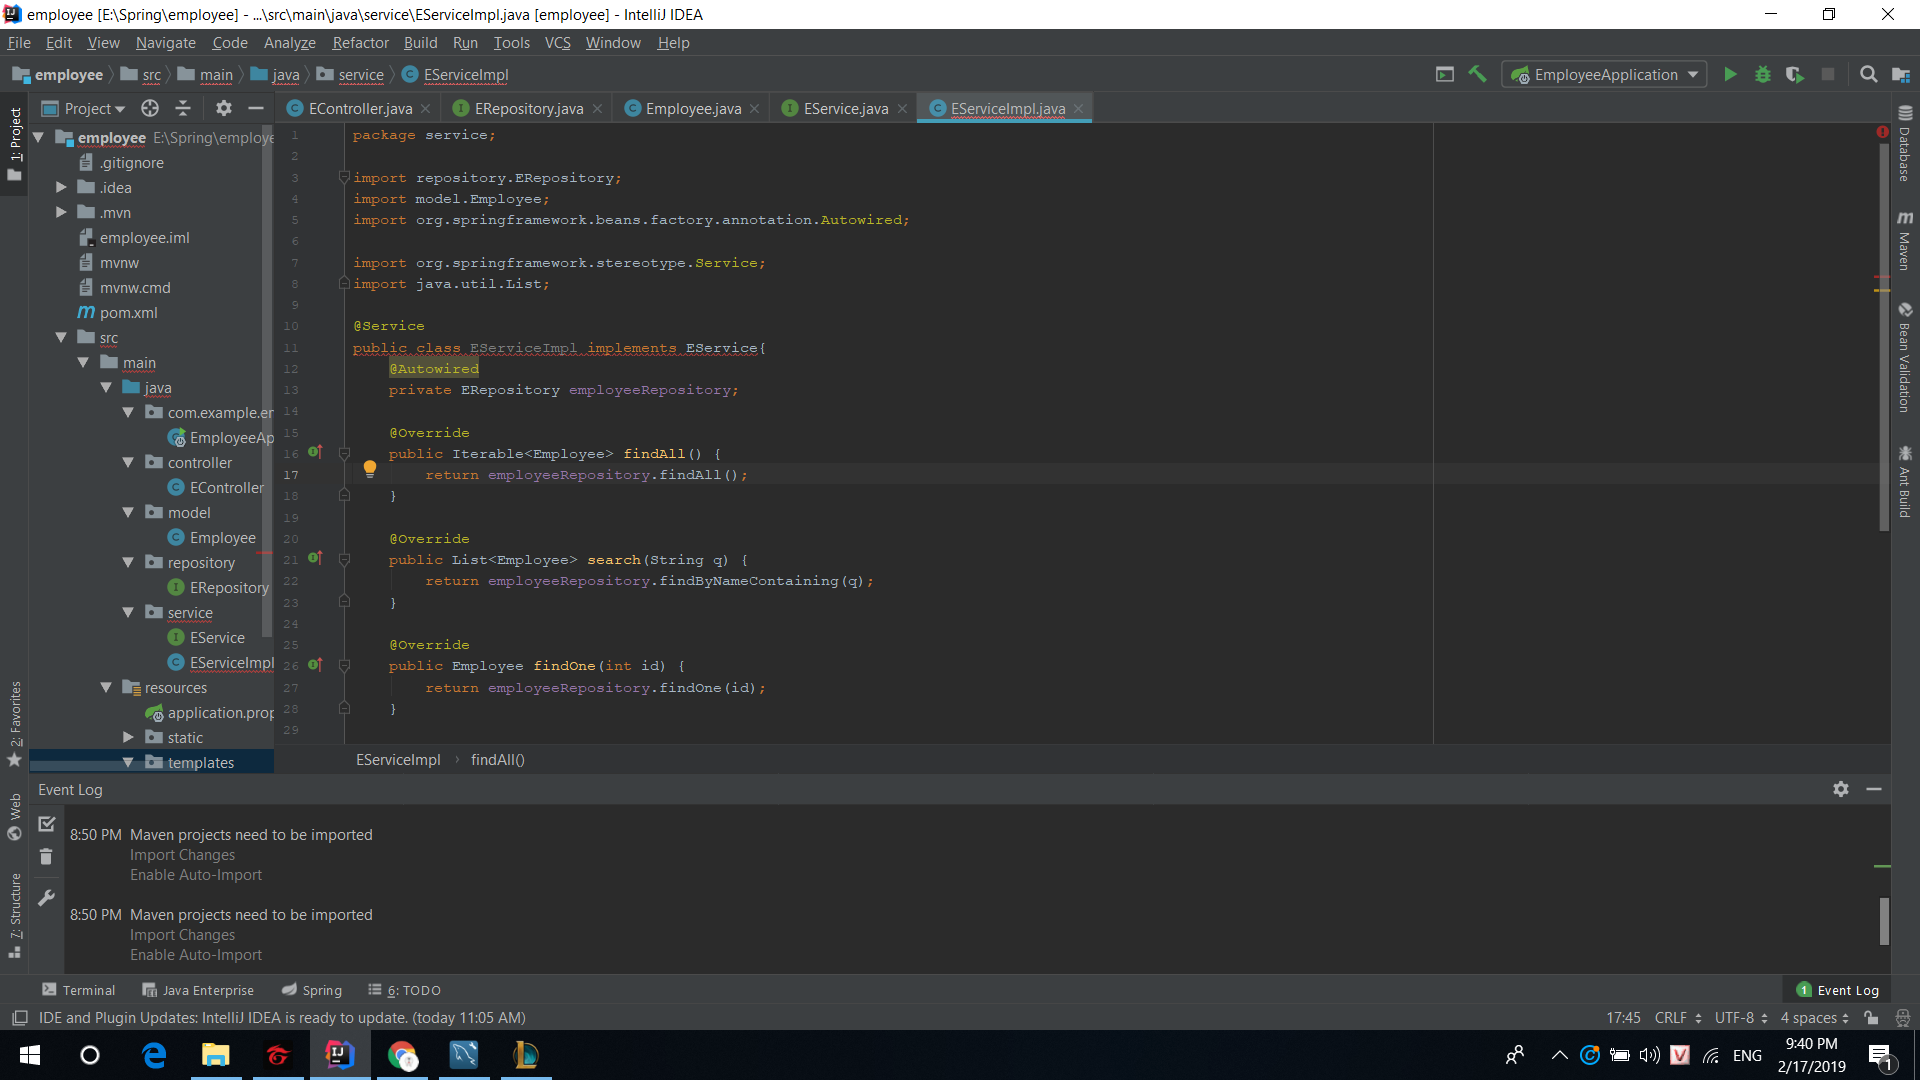 employee [E:\Spring\employee] - ...\src\main\java\service\EServiceImpl.java [employee] - IntelliJ IDEA
File Edit View Navigate Code Analyze Refactor Build Run Tools VCS Window Help
employee src main java service EServiceImpl EmployeeApplication
Project EController.java ERepository.java Employee.java EService.java EServiceImpl.java
1: Project
2: Favorites
Web
7: Structure
employee E:\Spring\employe
.gitignore
.idea
.mvn
employee.iml
mvnw
mvnw.cmd
pom.xml
src
main
java
com.example.er
EmployeeAp
controller
EController
model
Employee
repository
ERepository
service
EService
EServiceImpl
resources
application.prop
static
templates
1 package service;
2
3 import repository.ERepository;
4 import model.Employee;
5 import org.springframework.beans.factory.annotation.Autowired;
6
7 import org.springframework.stereotype.Service;
8 import java.util.List;
9
10 @Service
11 public class EServiceImpl implements EService{
12 @Autowired
13 private ERepository employeeRepository;
14
15 @Override
16 public Iterable<Employee> findAll() {
17 return employeeRepository.findAll();
18 }
19
20 @Override
21 public List<Employee> search(String q) {
22 return employeeRepository.findByNameContaining(q);
23 }
24
25 @Override
26 public Employee findOne(int id) {
27 return employeeRepository.findOne(id);
28 }
29
EServiceImpl findAll()
Database
Maven
Bean Validation
Ant Build
Event Log
8:50 PM Maven projects need to be imported
Import Changes
Enable Auto-Import
8:50 PM Maven projects need to be imported
Import Changes
Enable Auto-Import
Terminal Java Enterprise Spring 6: TODO 1 Event Log
IDE and Plugin Updates: IntelliJ IDEA is ready to update. (today 11:05 AM) 17:45 CRLF UTF-8 4 spaces
ENG 9:40 PM
2/17/2019 1